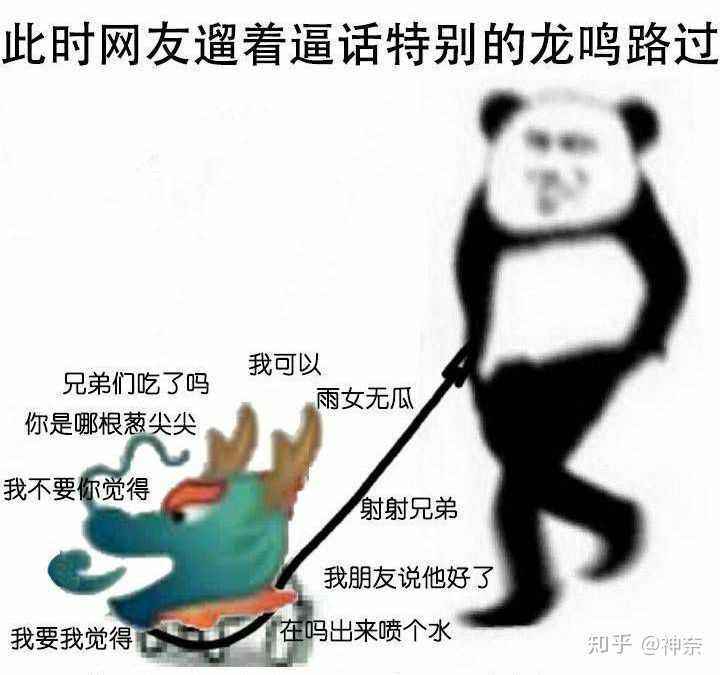 此时网友遛着逼话特别的龙鸣路过
我可以
兄弟们吃了吗
雨女无瓜
你是哪根葱尖尖
我不要你觉得
射射兄弟
我朋友说他好了
我要我觉得
在吗出来喷个水
知乎 @神奈